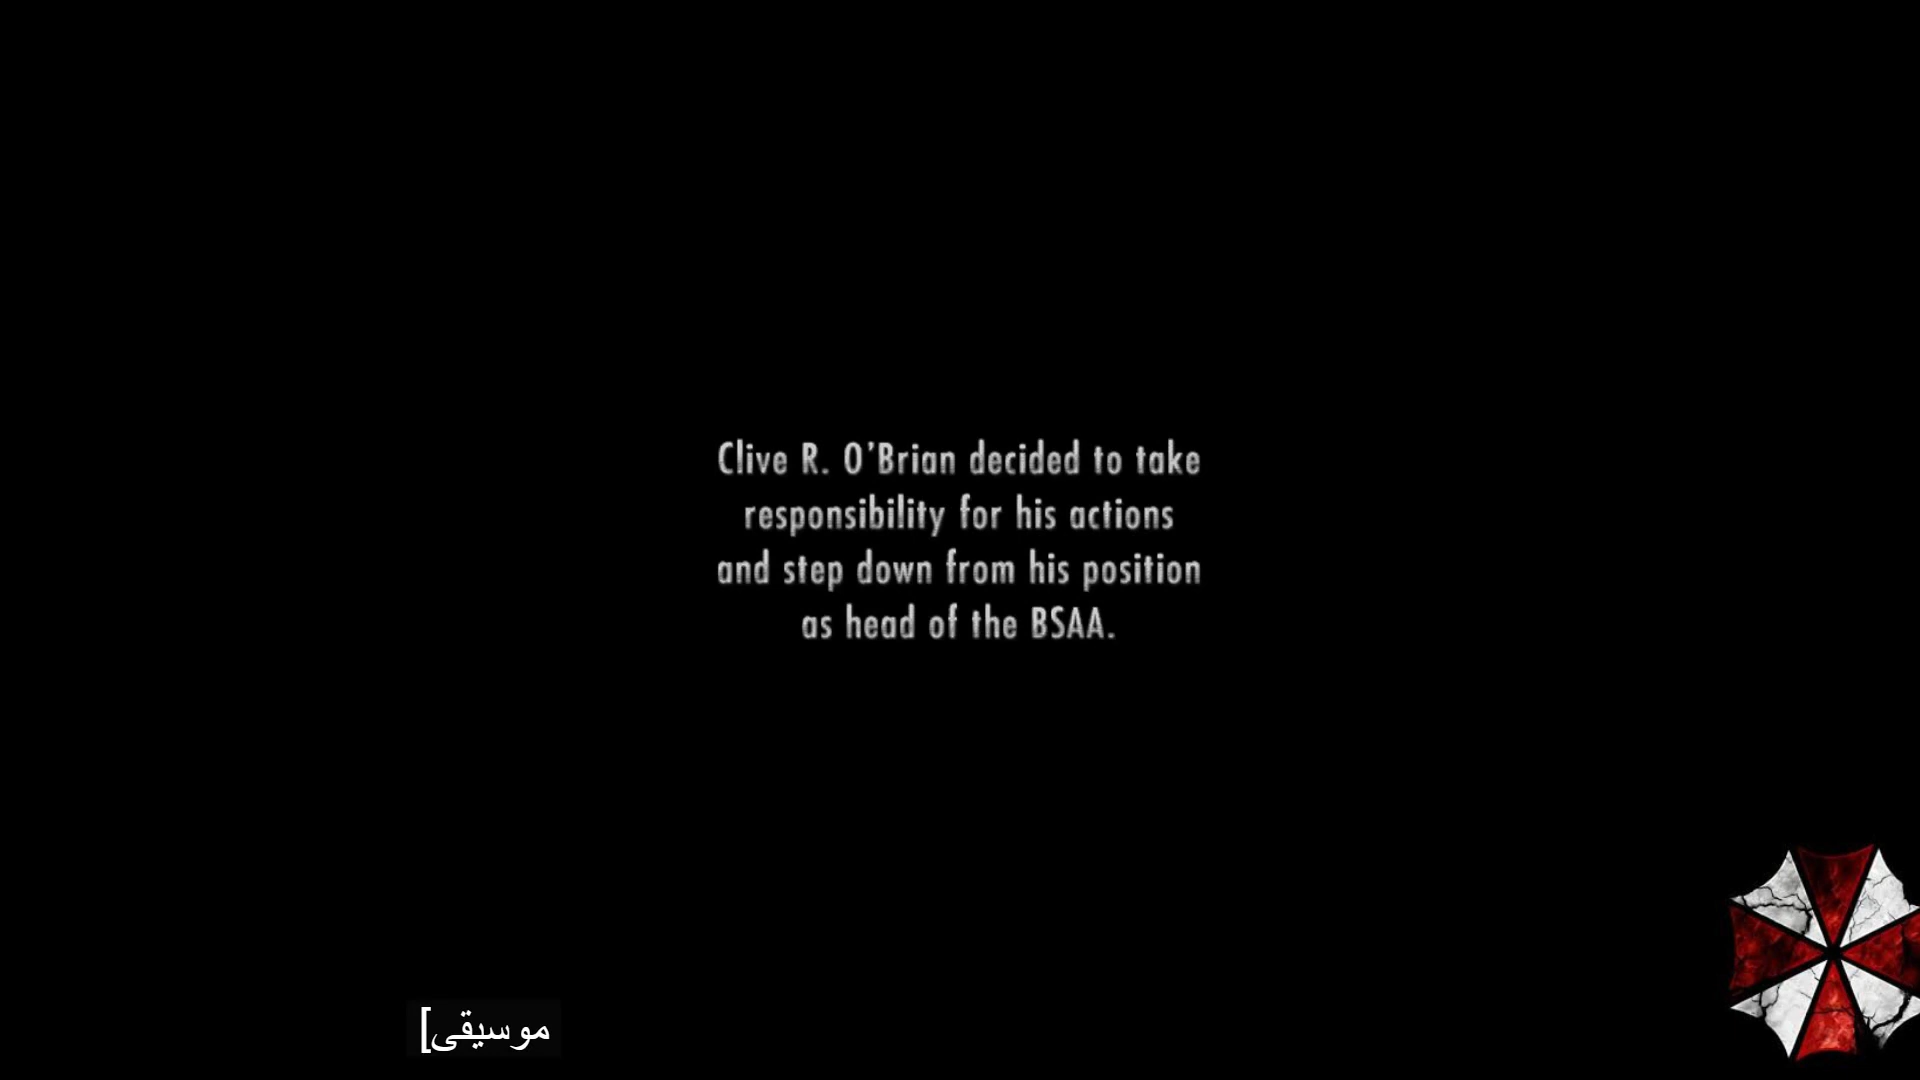 Clive R. O'Brian decided to take
responsibility for his actions
and step down from his position
as head of the BSAA.
موسيقى]